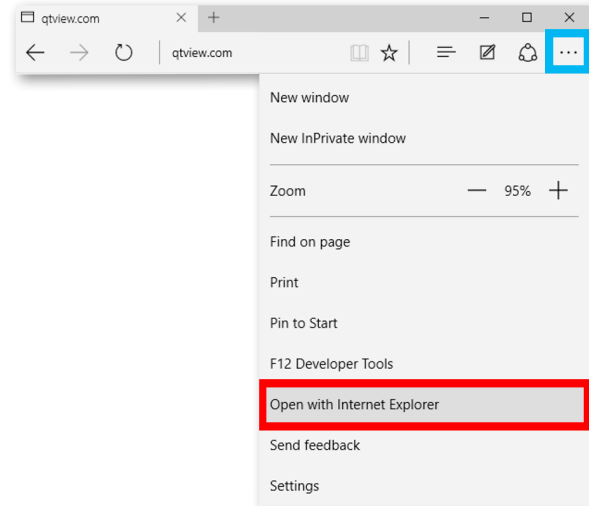 qtview.com
qtview.com
New window
New InPrivate window
Zoom 95%
Find on page
Print
Pin to Start
F12 Developer Tools
Open with Internet Explorer
Send feedback
Settings